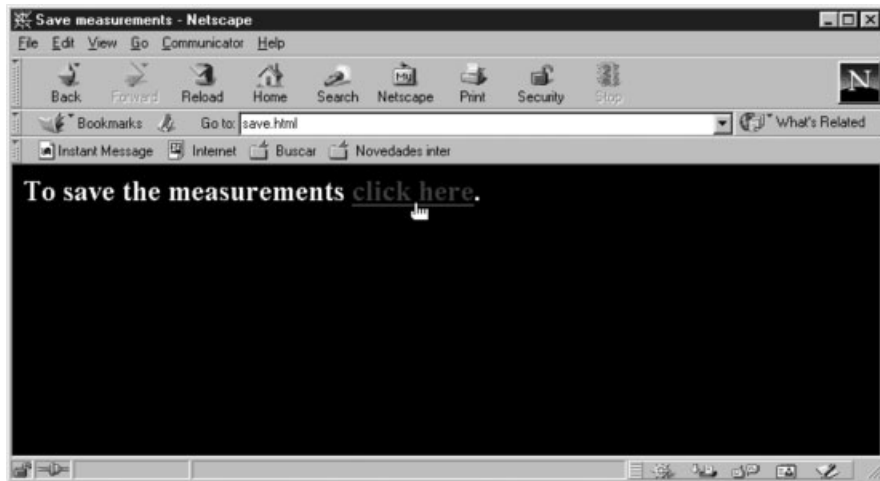 Save measurements - Netscape
File Edit View Go Communicator Help
Back Forward Reload Home Search Netscape Print Security Stop
Bookmarks Go to: save.html What's Related
Instant Message Internet Buscar Novedades inter
To save the measurements click here.